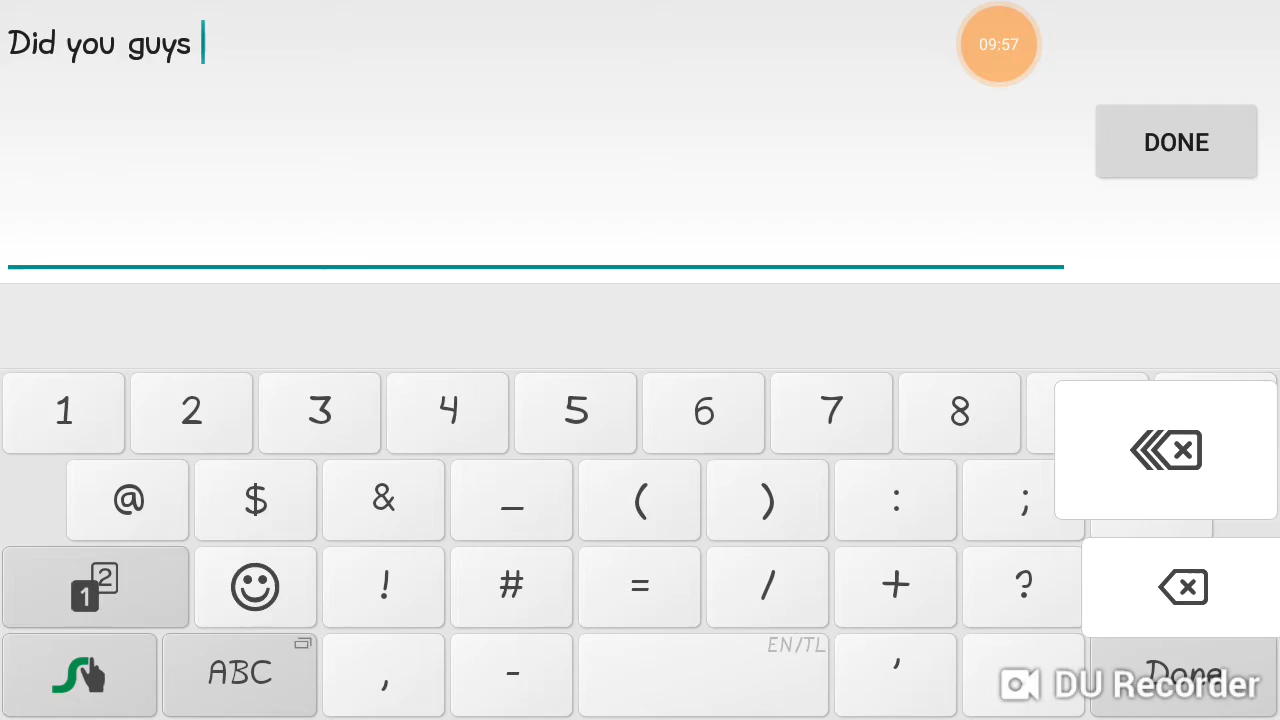 Did you guys
09:57
DONE
1 2 3 4 5 6 7 8
@ $ & _ ( ) : ;
1 2 ! # = / + ?
ABC , - EN/TL ' Done
DU Recorder